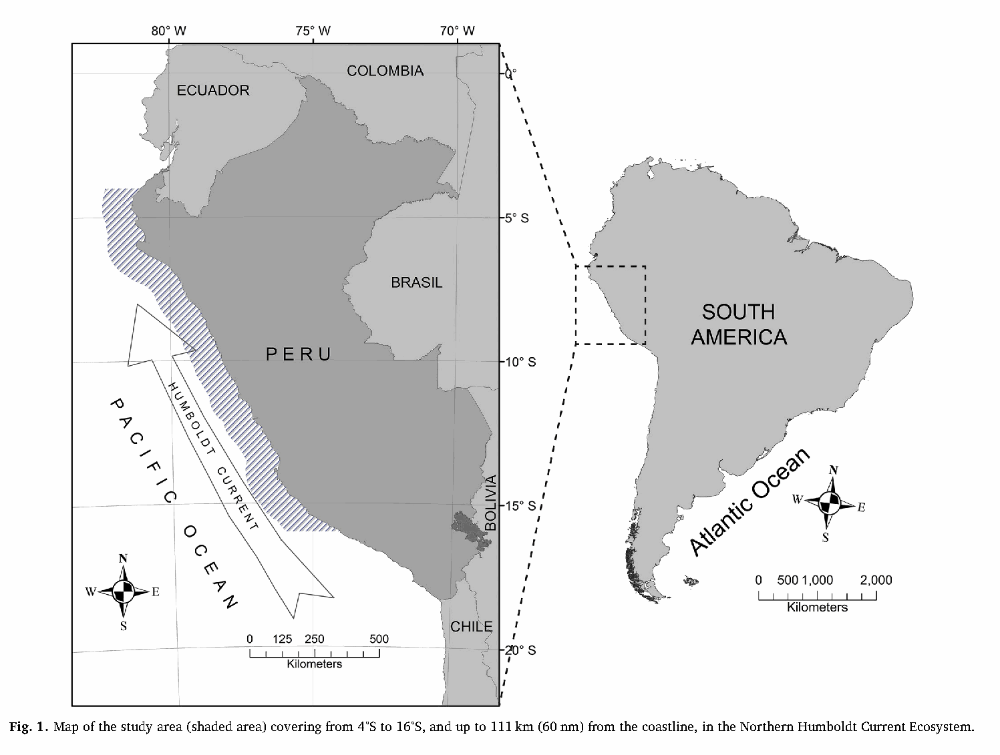 80° W 75° W 70° W
COLOMBIA
0°
ECUADOR
5° S
BRASIL
SOUTH
AMERICA
PERU
10° S
HUMBOLDT CURRENT
PACIFIC OCEAN
BOLIVIA
15° S
Atlantic Ocean
N
W E
S
N
W E
S
0 500 1,000 2,000
Kilometers
CHILE
0 125 250 500
Kilometers
20° S
Fig. 1. Map of the study area (shaded area) covering from 4°S to 16°S, and up to 111 km (60 nm) from the coastline, in the Northern Humboldt Current Ecosystem.